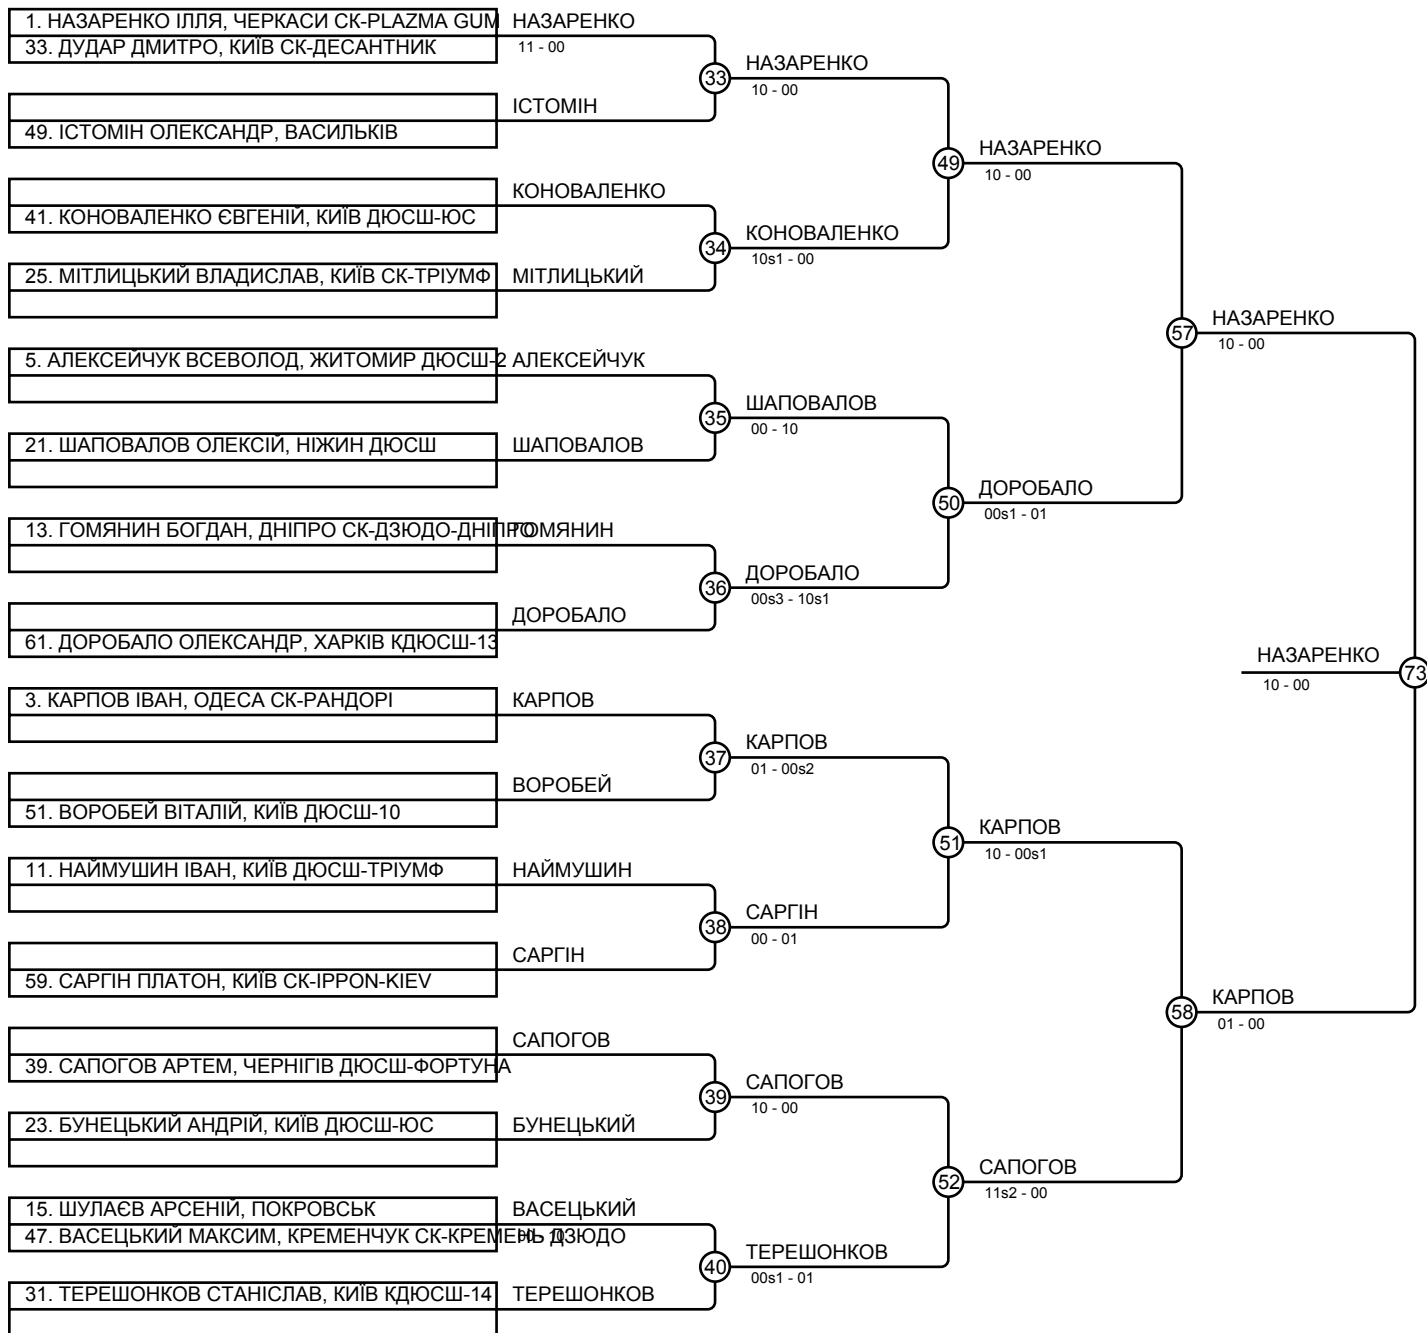 1. НАЗАРЕНКО ІЛЛЯ, ЧЕРКАСИ СК-PLAZMA GUM
НАЗАРЕНКО
33. ДУДАР ДМИТРО, КИЇВ СК-ДЕСАНТНИК
11 - 00
НАЗАРЕНКО
33
10 - 00
ІСТОМІН
49. ІСТОМІН ОЛЕКСАНДР, ВАСИЛЬКІВ
НАЗАРЕНКО
49
10 - 00
КОНОВАЛЕНКО
41. КОНОВАЛЕНКО ЄВГЕНІЙ, КИЇВ ДЮСШ-ЮС
КОНОВАЛЕНКО
34
10s1 - 00
25. МІТЛИЦЬКИЙ ВЛАДИСЛАВ, КИЇВ СК-ТРІУМФ
МІТЛИЦЬКИЙ
НАЗАРЕНКО
57
10 - 00
5. АЛЕКСЕЙЧУК ВСЕВОЛОД, ЖИТОМИР ДЮСШ-2
АЛЕКСЕЙЧУК
ШАПОВАЛОВ
35
00 - 10
21. ШАПОВАЛОВ ОЛЕКСІЙ, НІЖИН ДЮСШ
ШАПОВАЛОВ
ДОРОБАЛО
50
00s1 - 01
13. ГОМЯНИН БОГДАН, ДНІПРО СК-ДЗЮДО-ДНІПРО
ГОМЯНИН
ДОРОБАЛО
36
00s3 - 10s1
ДОРОБАЛО
61. ДОРОБАЛО ОЛЕКСАНДР, ХАРКІВ КДЮСШ-13
НАЗАРЕНКО
73
10 - 00
3. КАРПОВ ІВАН, ОДЕСА СК-РАНДОРІ
КАРПОВ
КАРПОВ
37
01 - 00s2
ВОРОБЕЙ
51. ВОРОБЕЙ ВІТАЛІЙ, КИЇВ ДЮСШ-10
КАРПОВ
51
10 - 00s1
11. НАЙМУШИН ІВАН, КИЇВ ДЮСШ-ТРІУМФ
НАЙМУШИН
САРГІН
38
00 - 01
САРГІН
59. САРГІН ПЛАТОН, КИЇВ СК-IPPON-KIEV
КАРПОВ
58
01 - 00
САПОГОВ
39. САПОГОВ АРТЕМ, ЧЕРНІГІВ ДЮСШ-ФОРТУНА
САПОГОВ
39
10 - 00
23. БУНЕЦЬКИЙ АНДРІЙ, КИЇВ ДЮСШ-ЮС
БУНЕЦЬКИЙ
САПОГОВ
52
11s2 - 00
15. ШУЛАЄВ АРСЕНІЙ, ПОКРОВСЬК
ВАСЕЦЬКИЙ
47. ВАСЕЦЬКИЙ МАКСИМ, КРЕМЕНЧУК СК-КРЕМЕНЬ ДЗЮДО
ТЕРЕШОНКОВ
40
00s1 - 01
31. ТЕРЕШОНКОВ СТАНІСЛАВ, КИЇВ КДЮСШ-14
ТЕРЕШОНКОВ